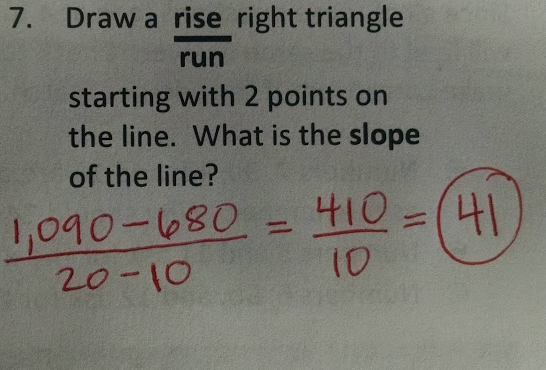 7. Draw a rise right triangle
run
starting with 2 points on
the line. What is the slope
of the line?
1,090-680 = 410 = 41
20-10 10